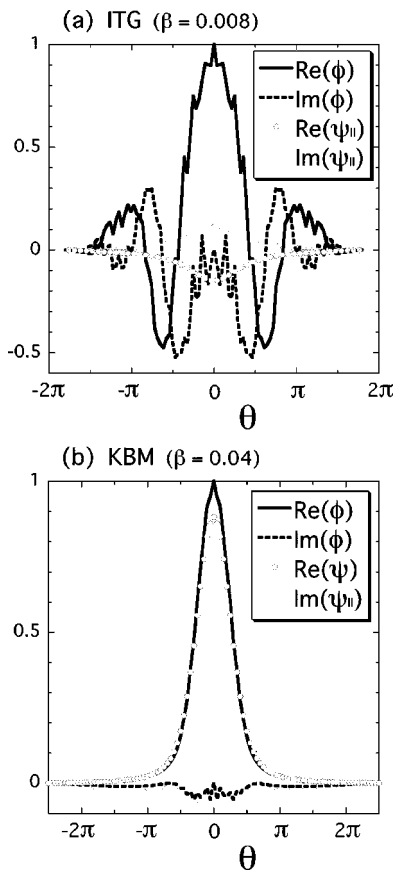 (a) ITG (β = 0.008)
1
0.5
0
-0.5
Re(ϕ)
Im(ϕ)
Re(ψ||)
Im(ψ||)
-2π -π 0 π 2π
θ
(b) KBM (β = 0.04)
1
0.5
0
Re(ϕ)
Im(ϕ)
Re(ψ)
Im(ψ||)
-2π -π 0 π 2π
θ